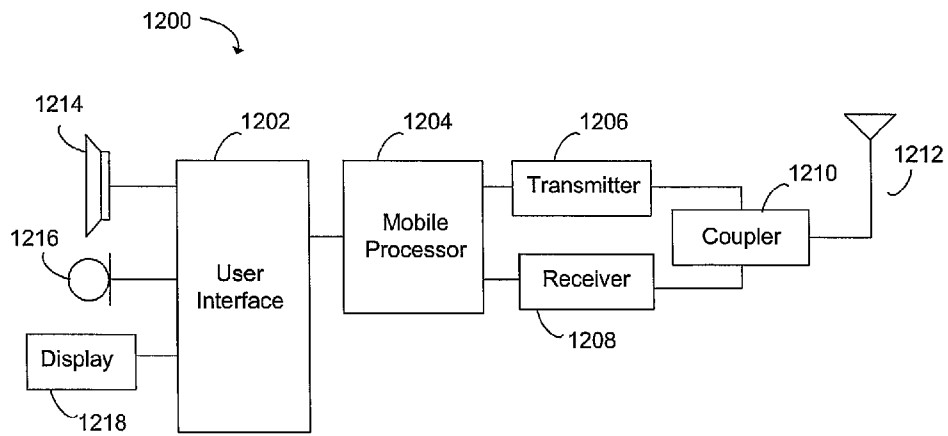 1200
1214
1202
1204
1206
1210
1212
Transmitter
Coupler
Mobile
Processor
1216
User
Interface
Receiver
1208
Display
1218